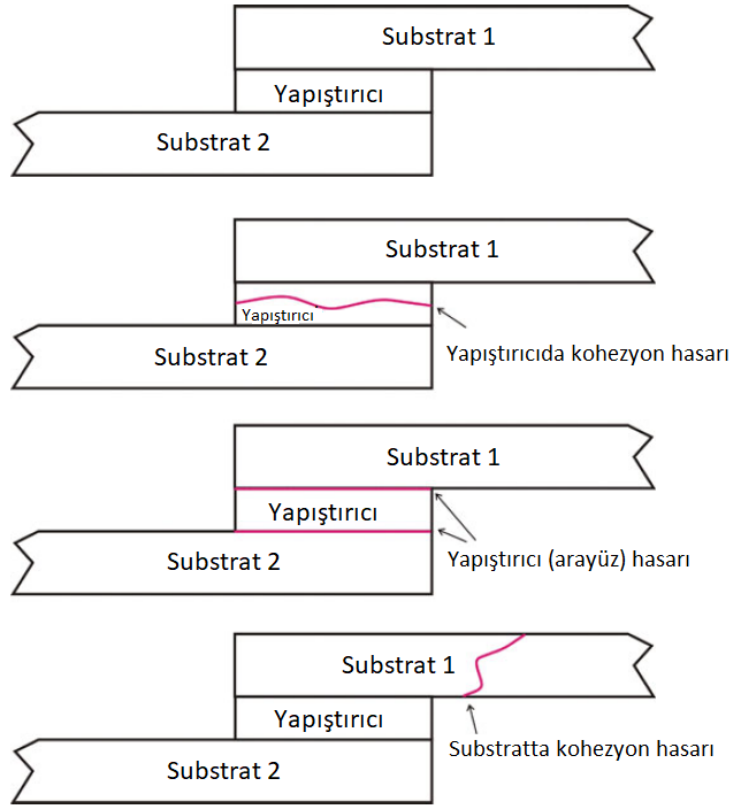 Substrat 1
Yapıştırıcı
Substrat 2
Substrat 1
Yapıştırıcı
Substrat 2
Yapıştırıcıda kohezyon hasarı
Substrat 1
Yapıştırıcı
Substrat 2
Yapıştırıcı (arayüz) hasarı
Substrat 1
Yapıştırıcı
Substratta kohezyon hasarı
Substrat 2